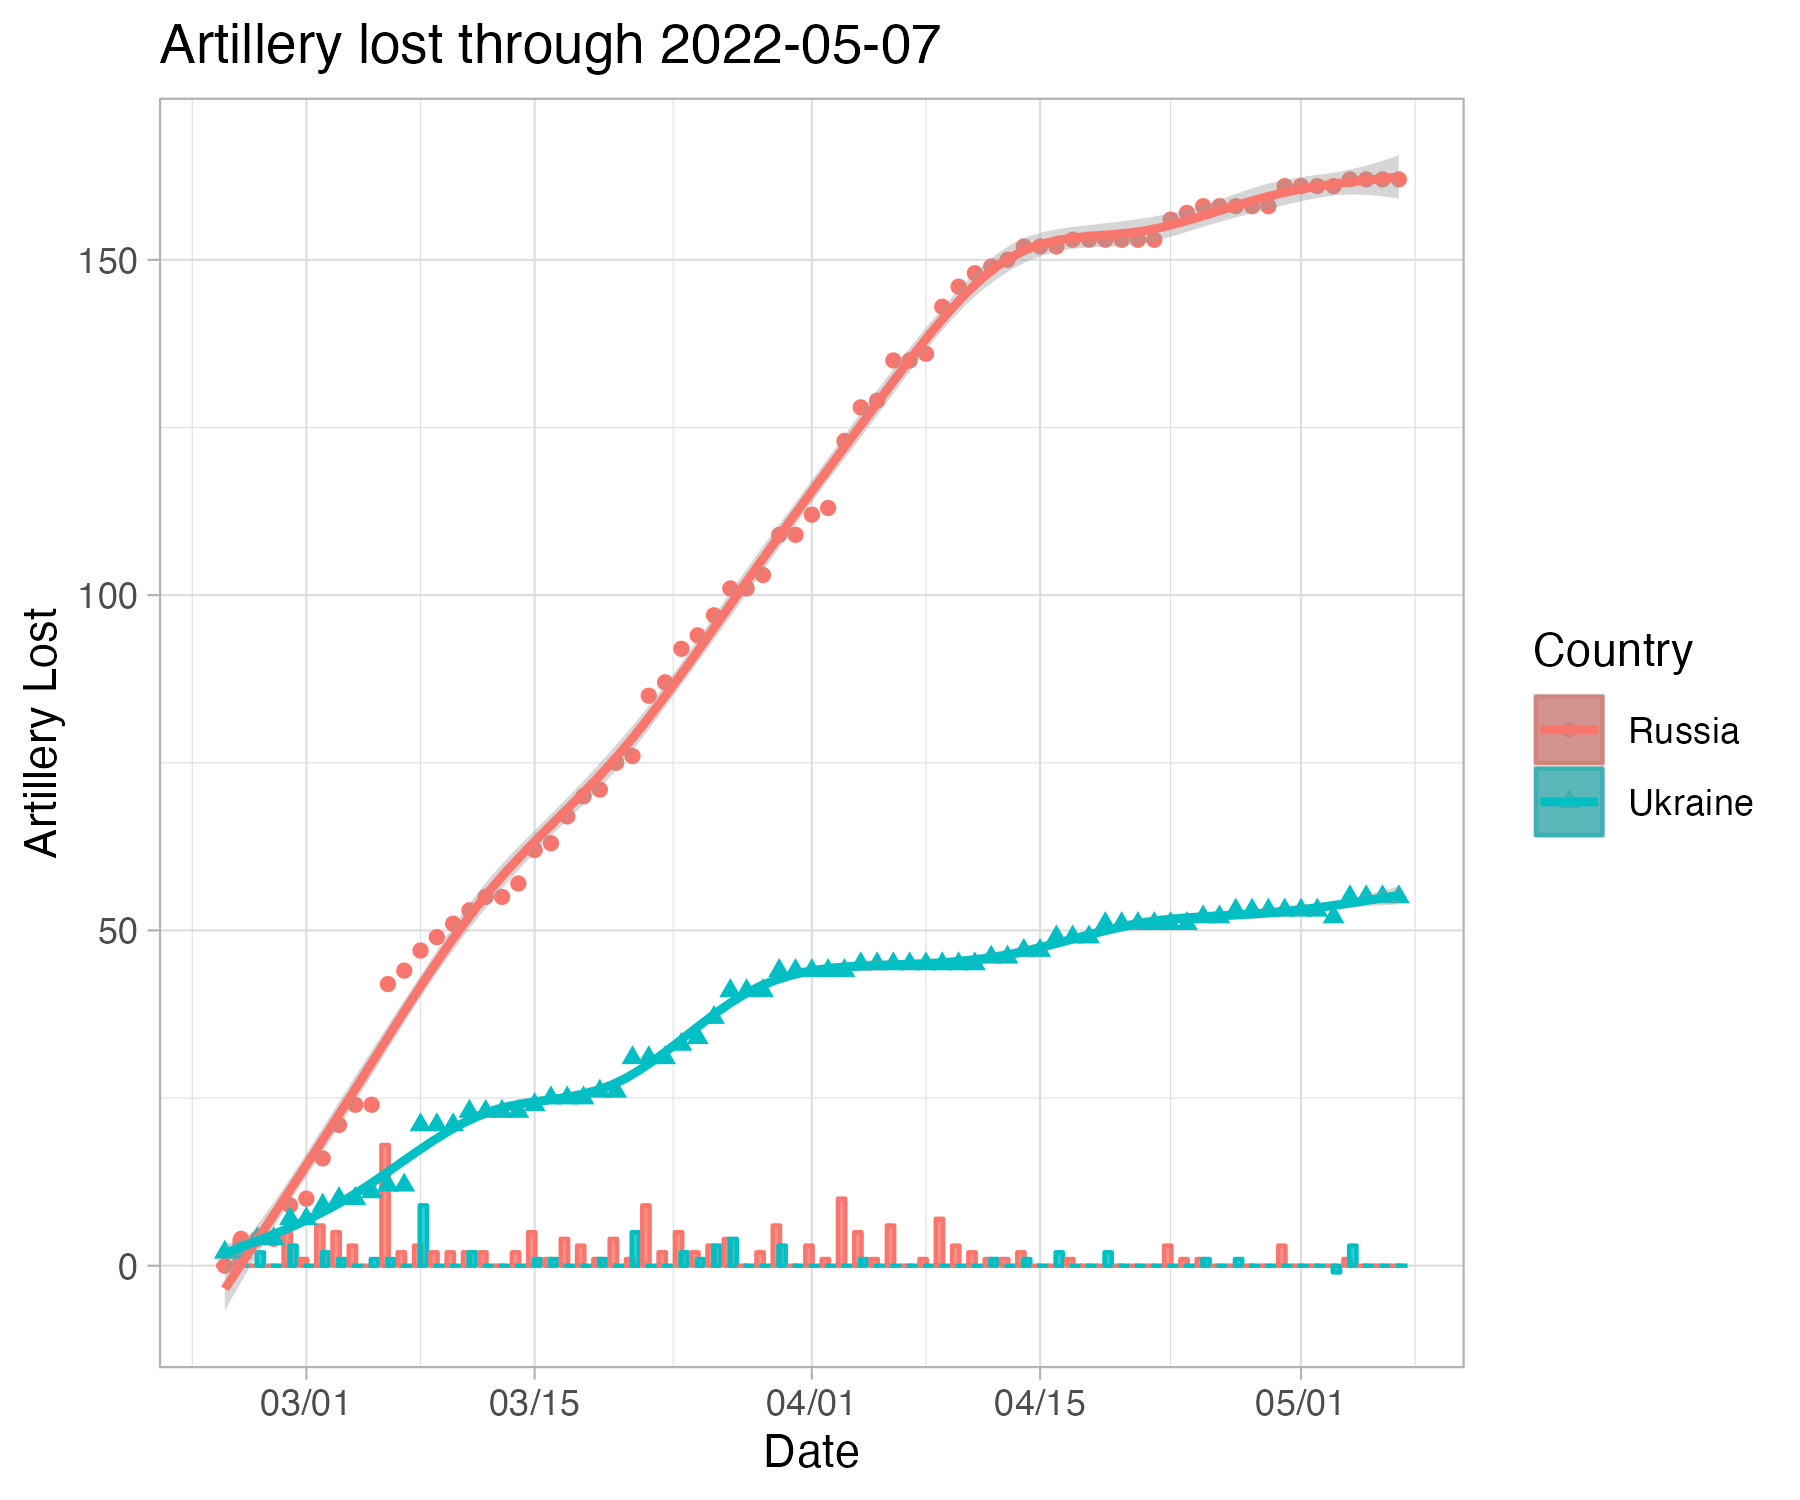 Artillery lost through 2022-05-07
Artillery Lost
150
100
50
0
03/01
03/15
04/01
04/15
05/01
Date
Country
Russia
Ukraine